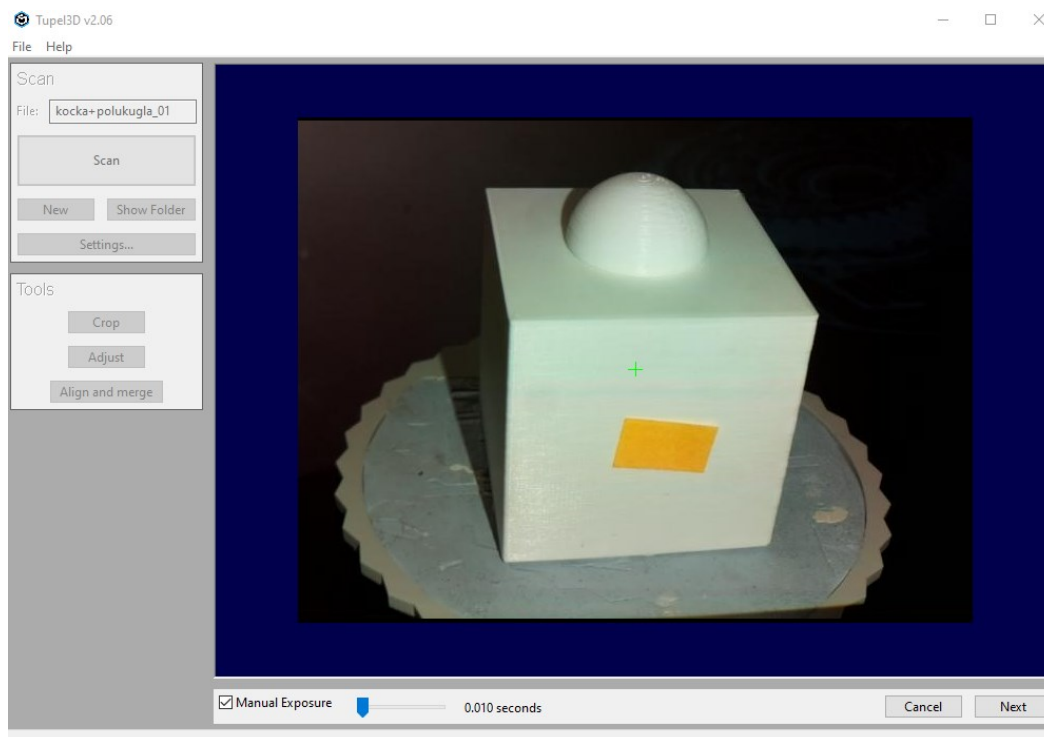 Tupel3D v2.06
File Help
Scan
File: kocka+polukugla_01
Scan
New Show Folder
Settings...
Tools
Crop
Adjust
Align and merge
Manual Exposure 0.010 seconds Cancel Next